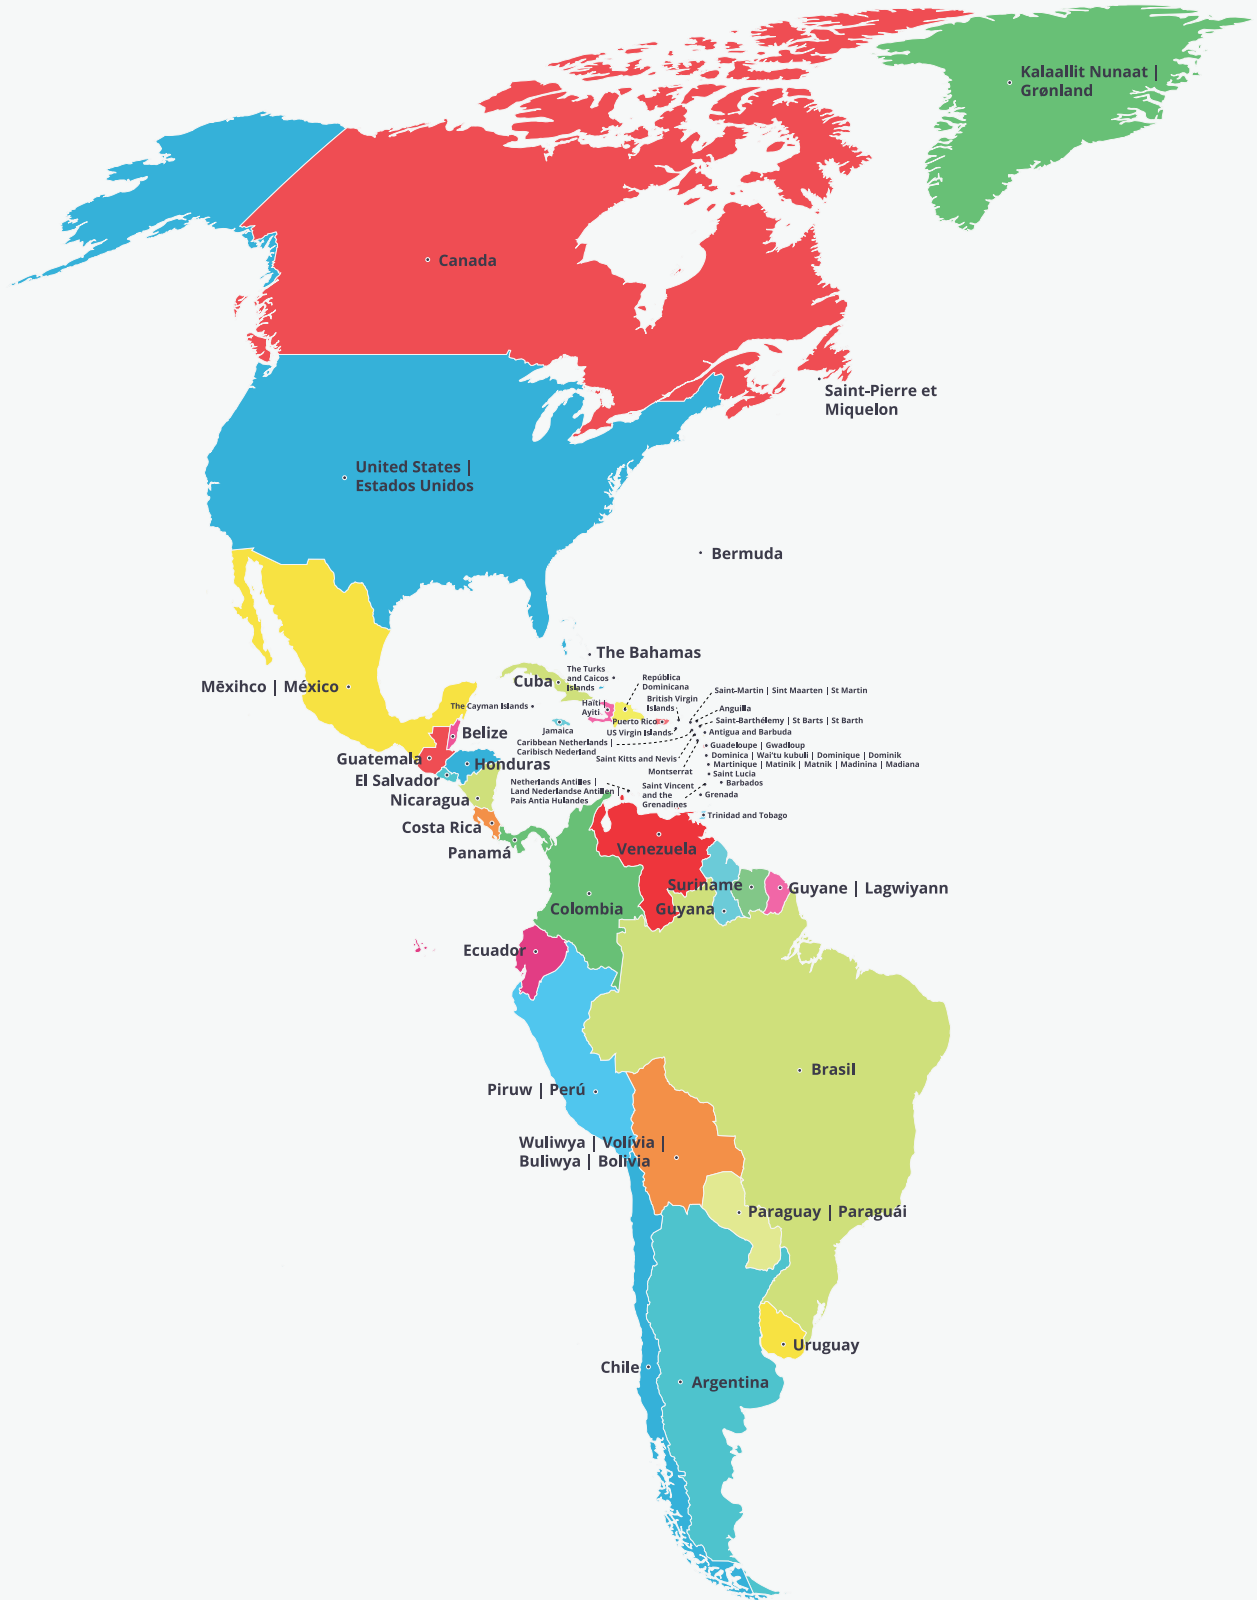 Kalaallit Nunaat |
Grønland
Canada
Saint-Pierre et
Miquelon
United States |
Estados Unidos
Bermuda
The Bahamas
Mēxihco | México
Cuba
The Turks
and Caicos
Islands
República
Dominicana
British Virgin
Islands
Saint-Martin | Sint Maarten | St Martin
The Cayman Islands
Haïti |
Ayiti
Anguilla
Puerto Rico
Saint-Barthélemy | St Barts | St Barth
Jamaica
US Virgin Islands
Antigua and Barbuda
Belize
Caribbean Netherlands |
Caribisch Nederland
Guadeloupe | Gwadloup
Guatemala
Saint Kitts and Nevis
Dominica | Wai'tu kubuli | Dominique | Dominik
Honduras
Martinique | Matinik | Matnik | Madinina | Madiana
Montserrat
Saint Lucia
El Salvador
Netherlands Antilles |
Land Nederlandse Antillen |
Pais Antia Hulandes
Saint Vincent
and the
Grenadines
Barbados
Nicaragua
Grenada
Costa Rica
Trinidad and Tobago
Panamá
Venezuela
Suriname
Guyane | Lagwiyann
Colombia
Guyana
Ecuador
Brasil
Piruw | Perú
Wuliwya | Volívia |
Buliwya | Bolivia
Paraguay | Paraguái
Uruguay
Chile
Argentina